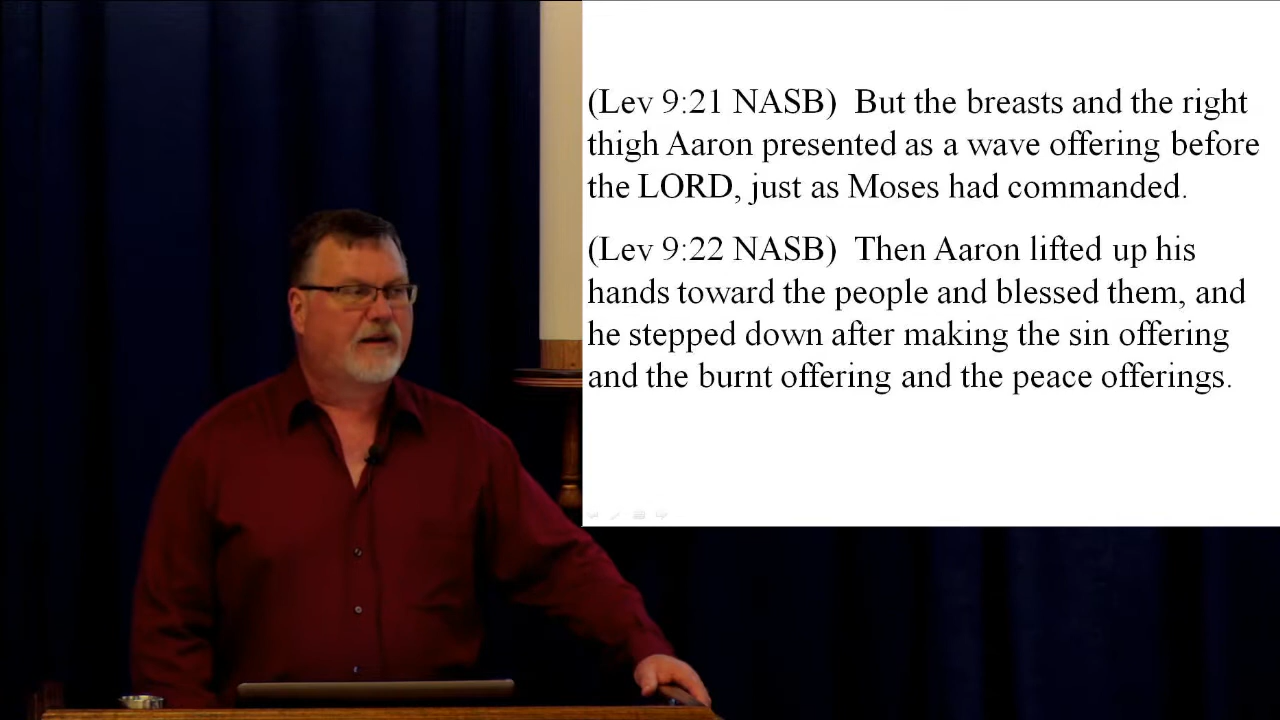 (Lev 9:21 NASB)  But the breasts and the right
thigh Aaron presented as a wave offering before
the LORD, just as Moses had commanded.
(Lev 9:22 NASB)  Then Aaron lifted up his
hands toward the people and blessed them, and
he stepped down after making the sin offering
and the burnt offering and the peace offerings.